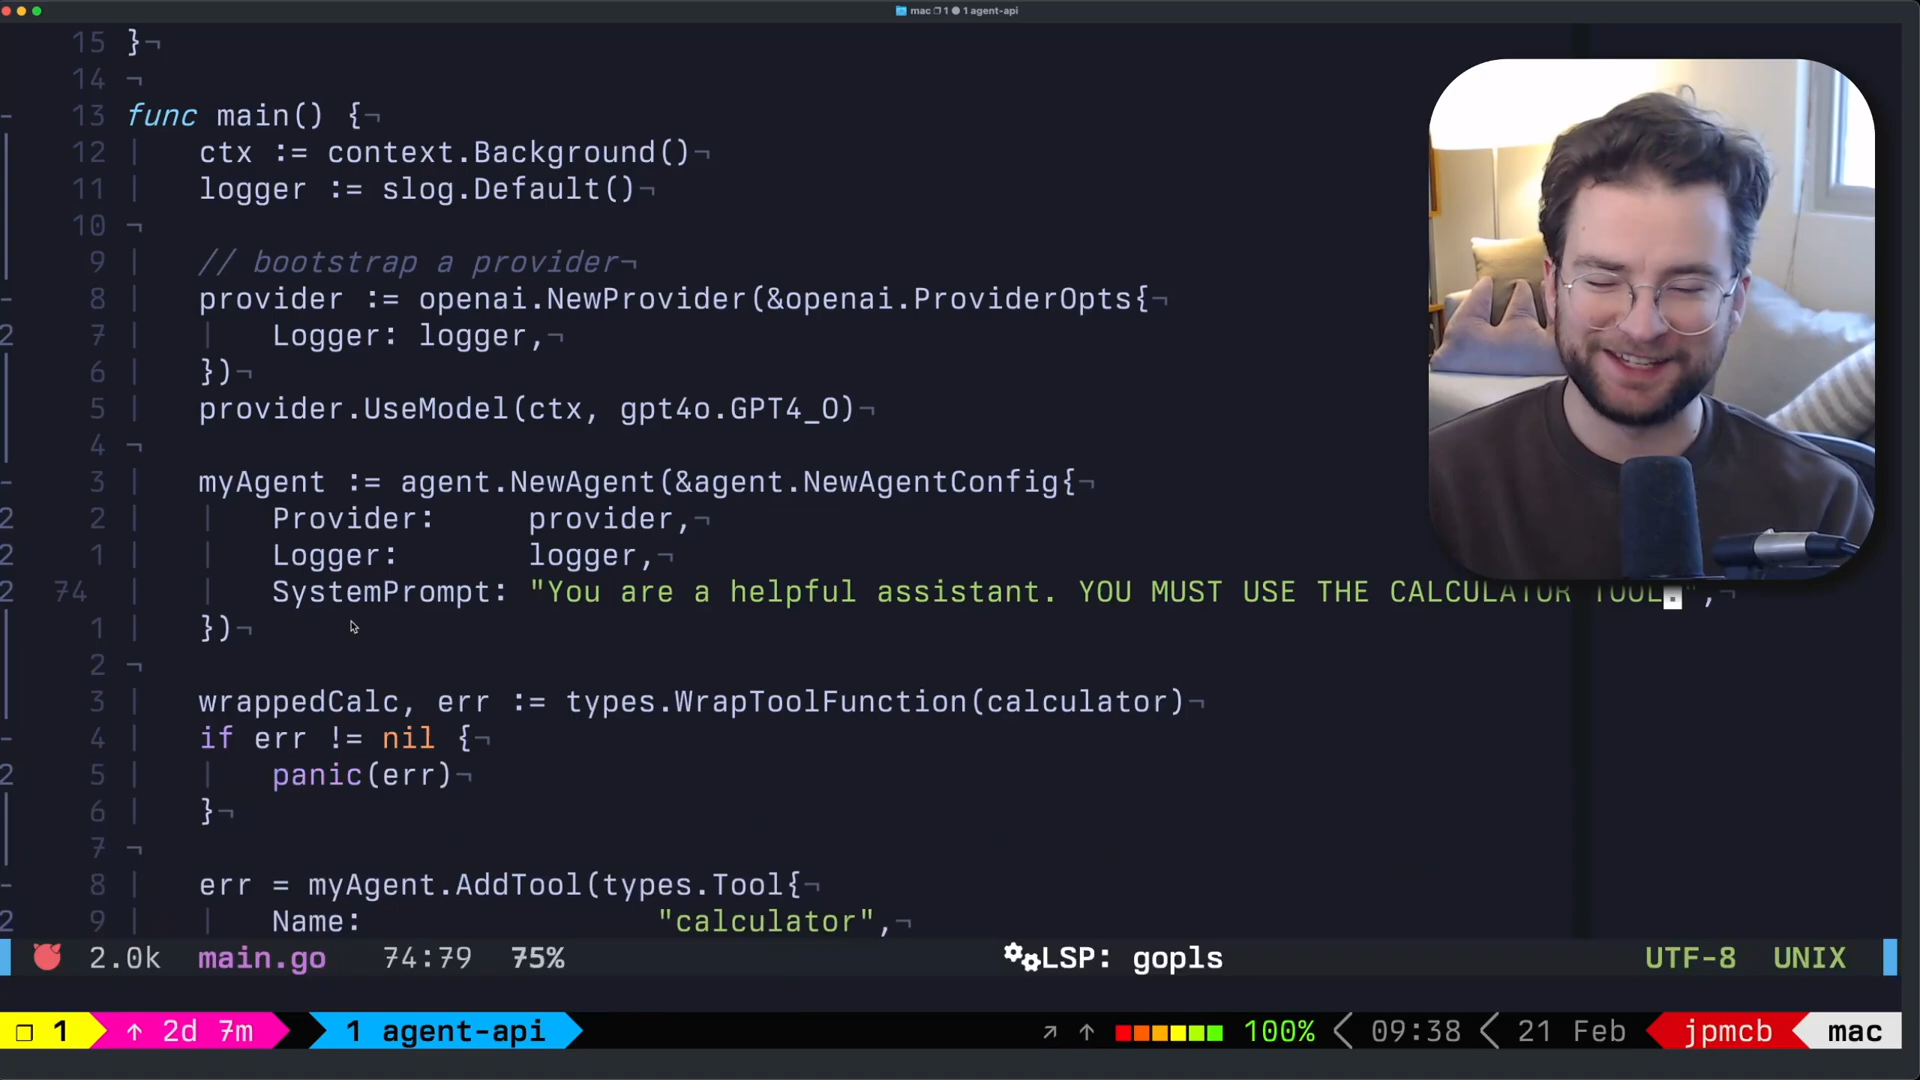 mac 1 1 agent-api
15 }¬
14 ¬
13 func main() {¬
12 ctx := context.Background()¬
11 logger := slog.Default()¬
10 ¬
9 // bootstrap a provider¬
8 provider := openai.NewProvider(&openai.ProviderOpts{¬
7 Logger: logger,¬
6 })¬
5 provider.UseModel(ctx, gpt4o.GPT4_O)¬
4 ¬
3 myAgent := agent.NewAgent(&agent.NewAgentConfig{¬
2 Provider: provider,¬
1 Logger: logger,¬
74 SystemPrompt: "You are a helpful assistant. YOU MUST USE THE CALCULATOR TOOL.",¬
1 })¬
2 ¬
3 wrappedCalc, err := types.WrapToolFunction(calculator)¬
4 if err != nil {¬
5 panic(err)¬
6 }¬
7 ¬
8 err = myAgent.AddTool(types.Tool{¬
9 Name: "calculator",¬
2.0k main.go 74:79 75% LSP: gopls UTF-8 UNIX
1 ↑ 2d 7m 1 agent-api ↗ ↑ 100% 09:38 21 Feb jpmcb mac